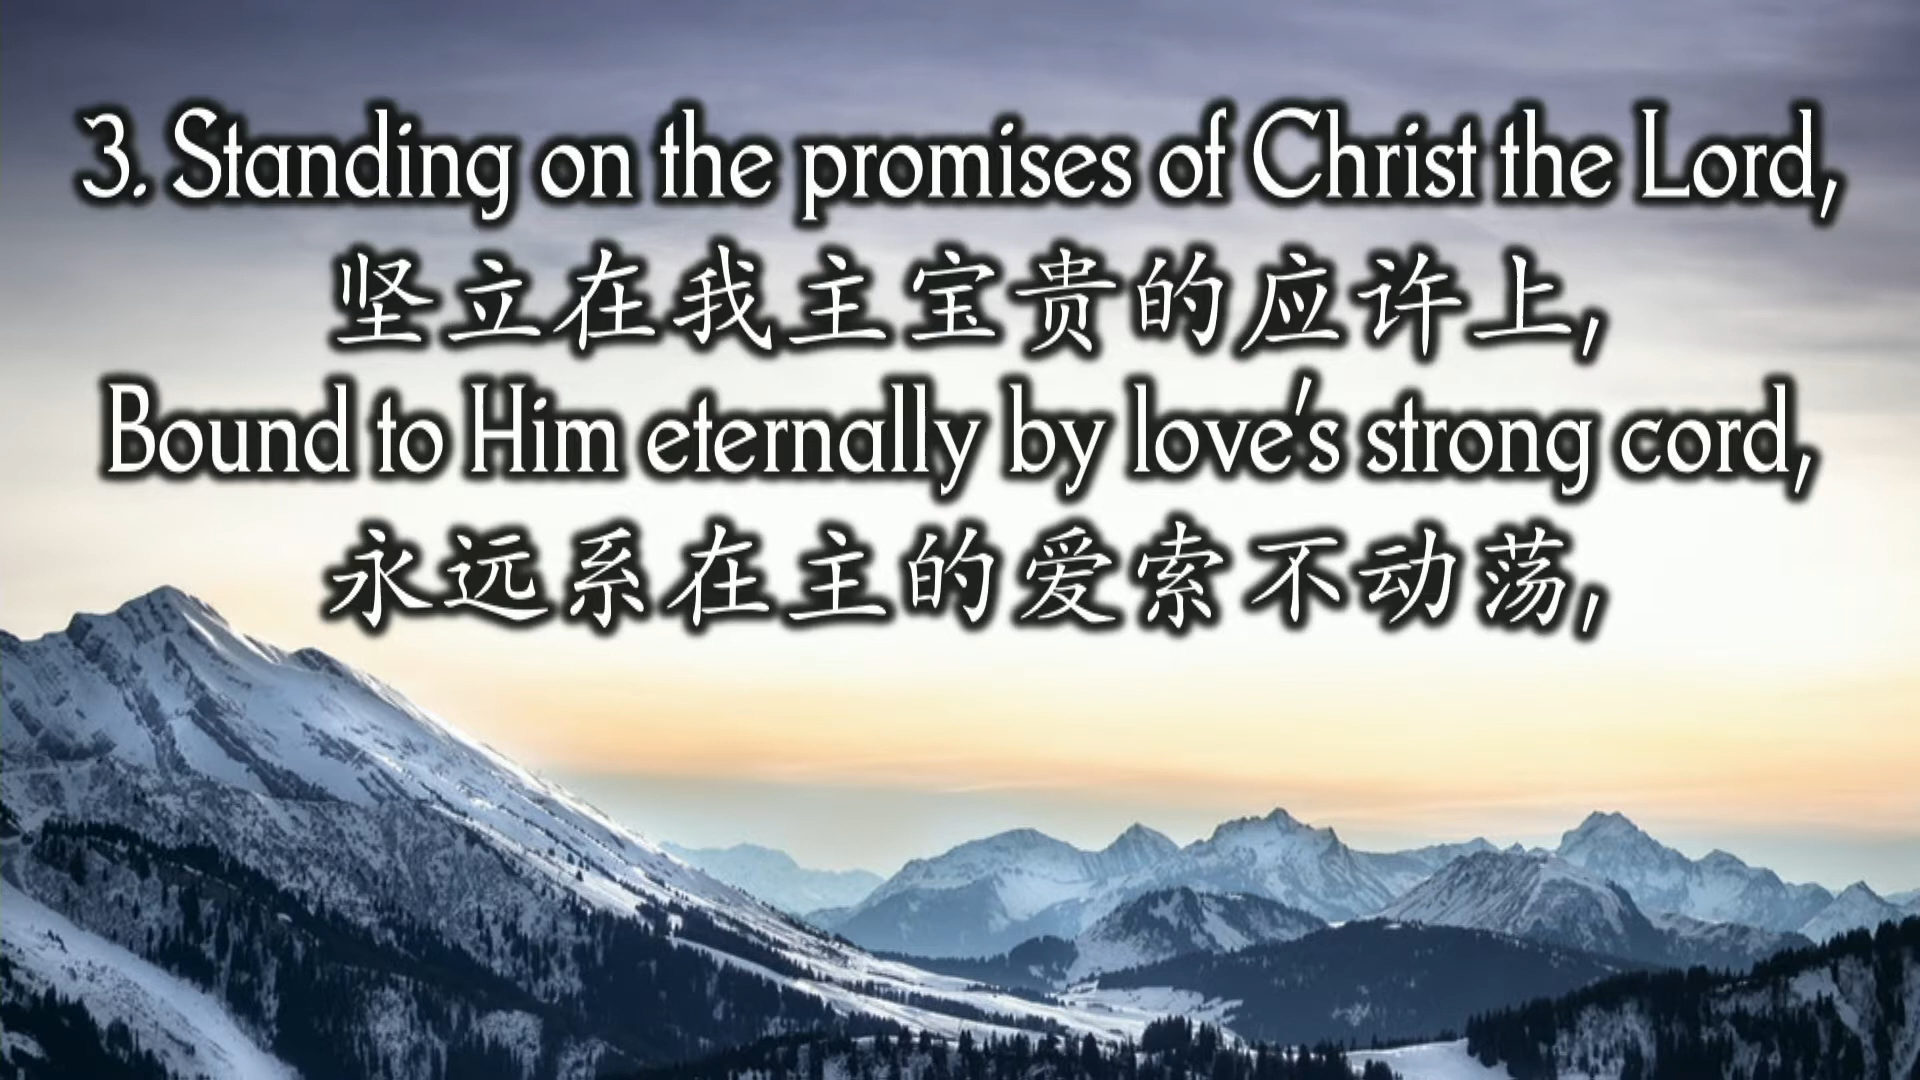 3. Standing on the promises of Christ the Lord,
坚立在我主宝贵的应许上,
Bound to Him eternally by love's strong cord,
永远系在主的爱索不动荡,